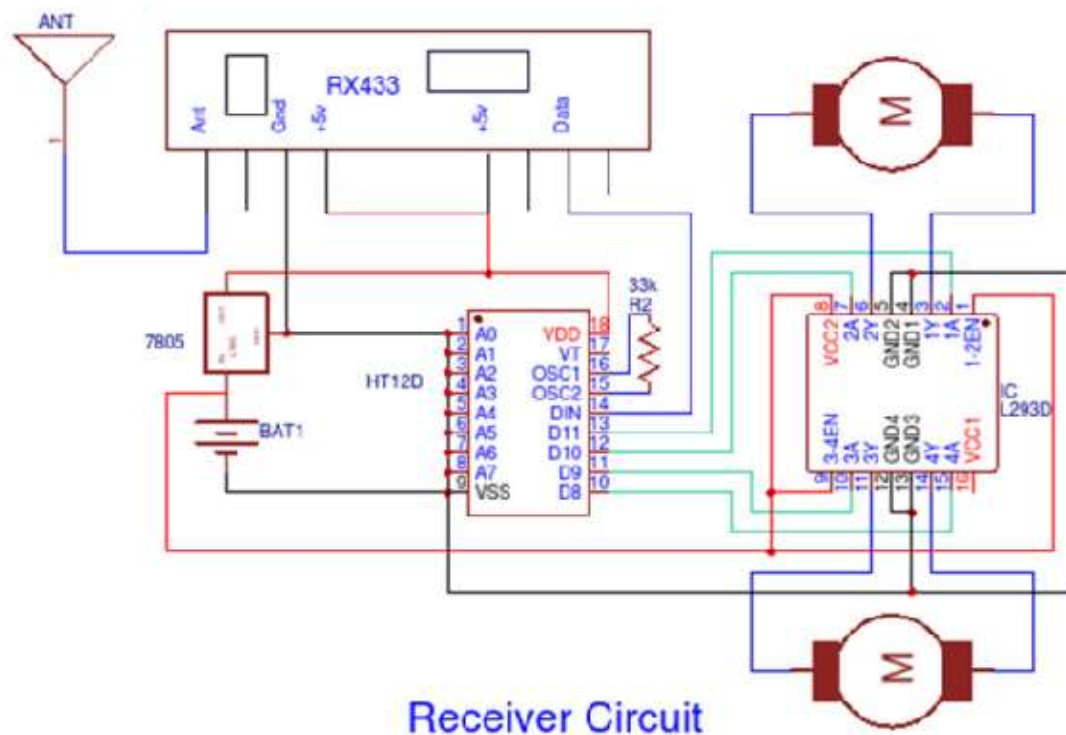 ANT
1
RX433
Ant
Gnd
+5v
+5v
Data
M
7805
BAT1
HT12D
33k
R2
1 A0 VDD 18
2 A1 VT 17
3 A2 OSC1 16
4 A3 OSC2 15
5 A4 DIN 14
6 A5 D11 13
7 A6 D10 12
8 A7 D9 11
9 VSS D8 10
8 7 6 5 4 3 2 1
VCC2 2A 2Y GND2 GND1 1Y 1A 1-2EN
IC
L293D
3-4EN 3A 3Y GND4 GND3 4Y 4A VCC1
9 10 11 12 13 14 15 16
M
Receiver Circuit